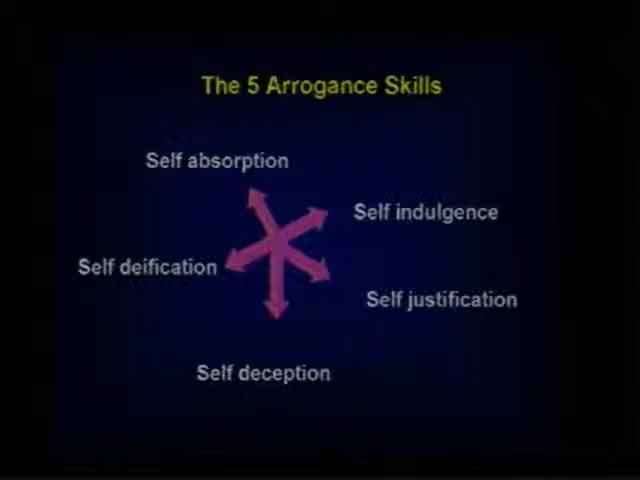 The 5 Arrogance Skills
Self absorption
Self indulgence
Self deification
Self justification
Self deception